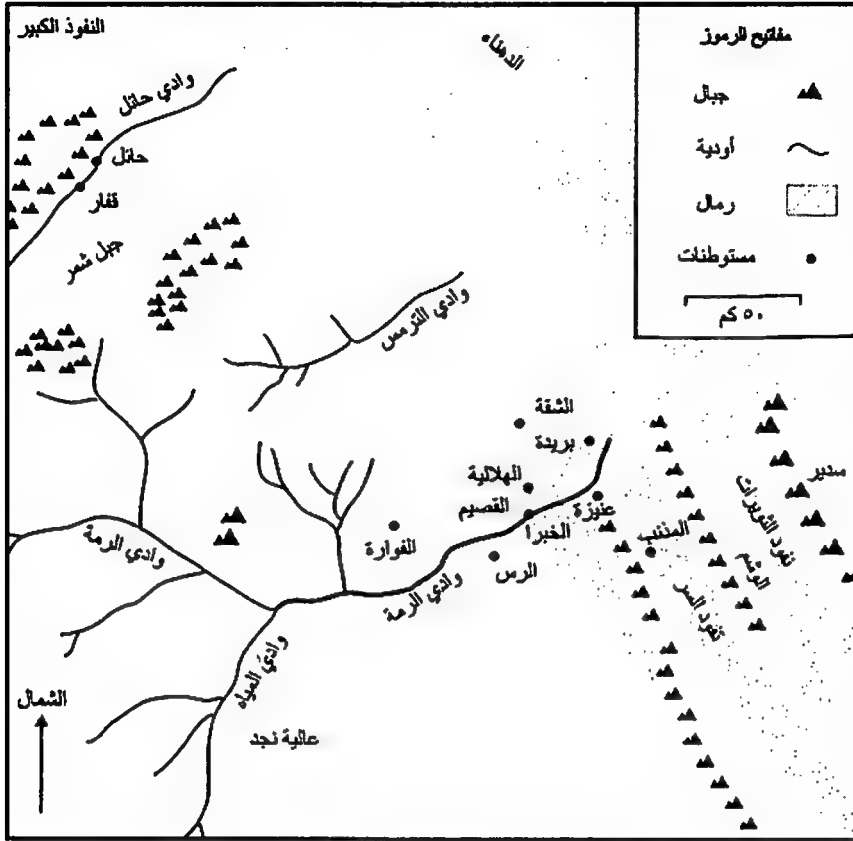 النفوذ الكبير
الدهناء
مفاتيح الرموز
جبال
أودية
رمال
مستوطنات
٥٠ كم
وادي حائل
حائل
قفار
جبل شمر
وادي الترمس
الشقة
بريدة
الهلالية
القصيم
عنيزة
الخبرا
الفوارة
الرس
المذنب
سدير
نفوذ الثويرات
الوشم
نفوذ السر
وادي الرمة
وادي الرمة
وادي المياه
الشمال
عالية نجد